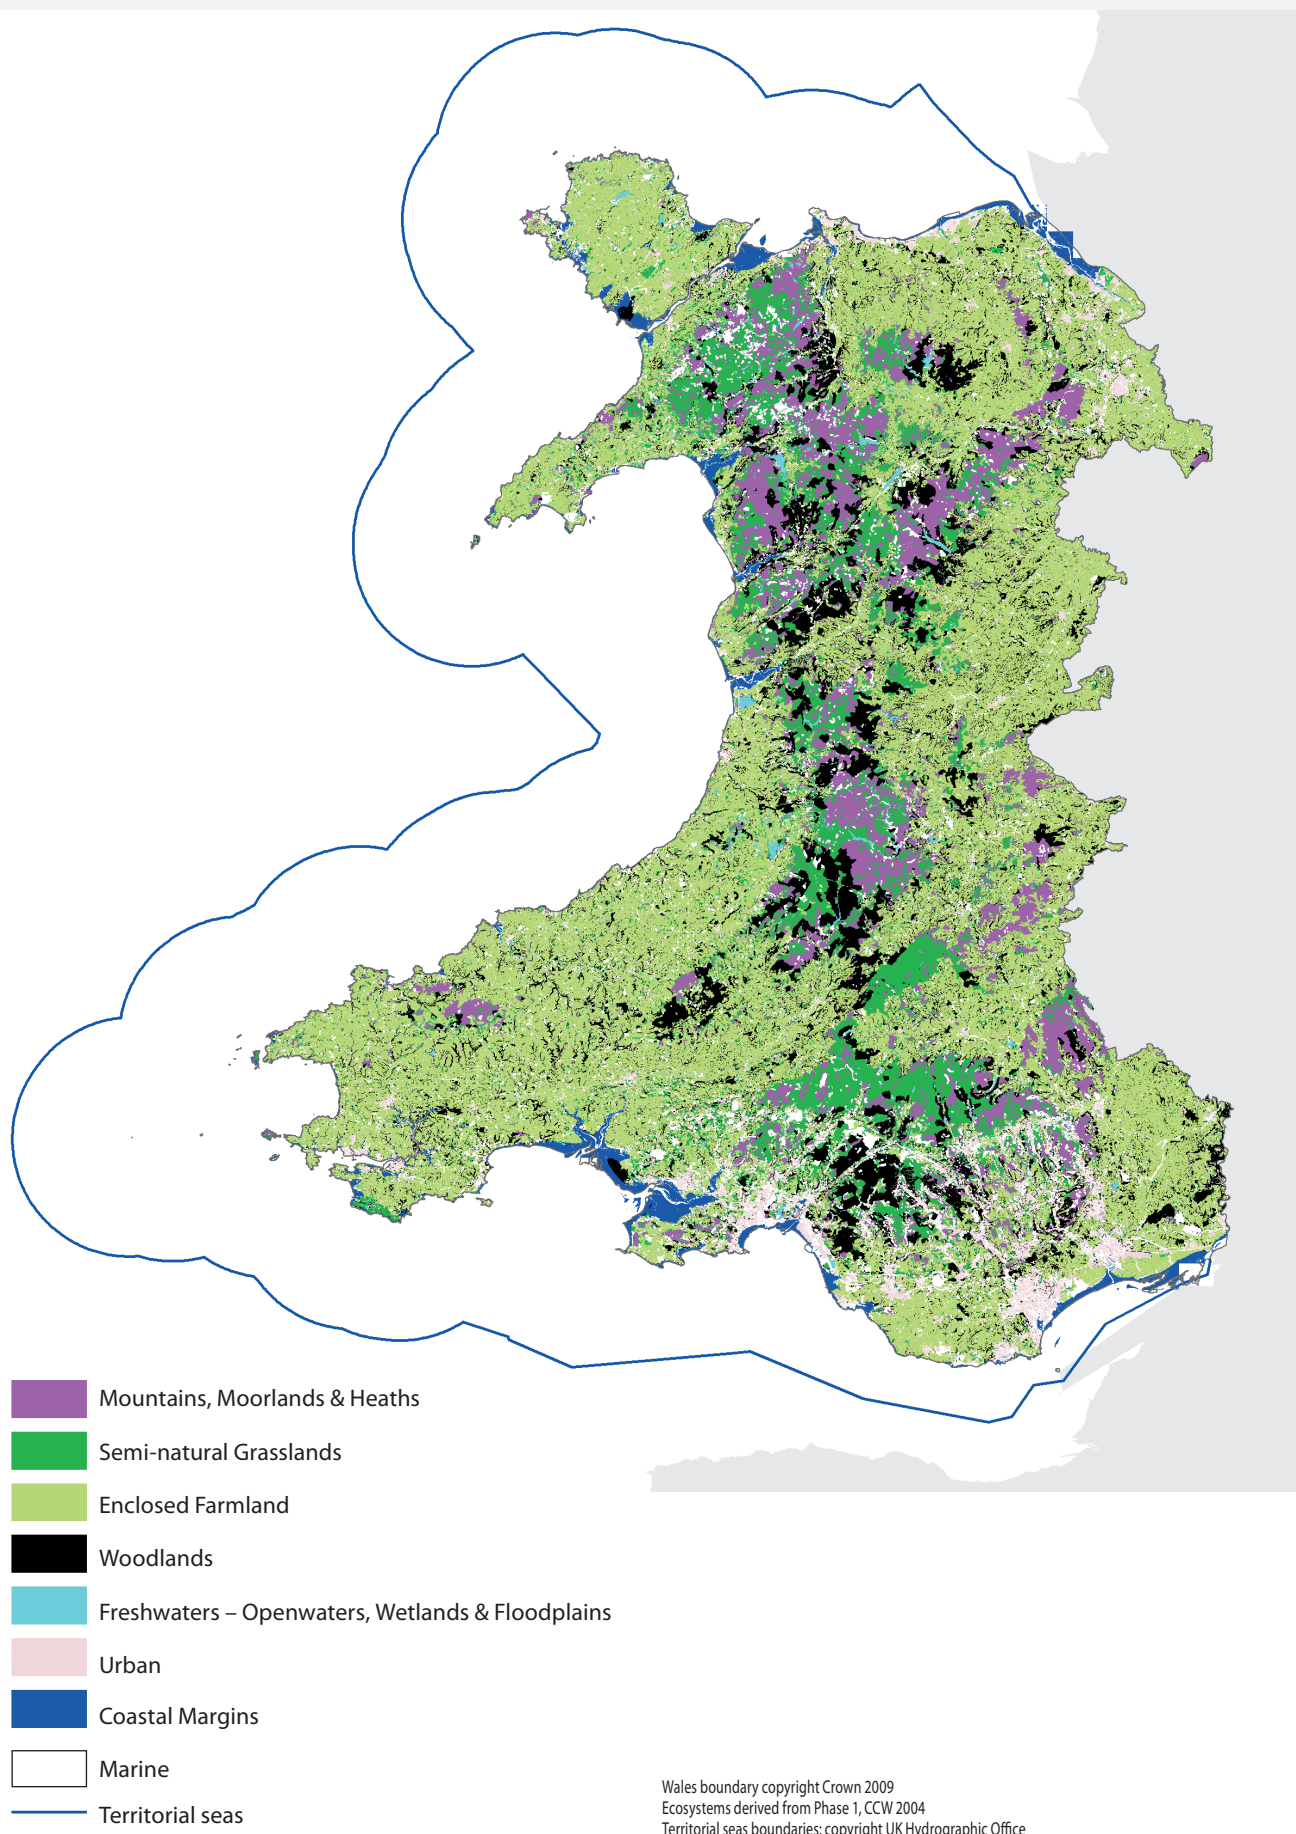 Mountains, Moorlands & Heaths
Semi-natural Grasslands
Enclosed Farmland
Woodlands
Freshwaters – Openwaters, Wetlands & Floodplains
Urban
Coastal Margins
Marine
Territorial seas
Wales boundary copyright Crown 2009
Ecosystems derived from Phase 1, CCW 2004
Territorial seas boundaries: copyright UK Hydrographic Office